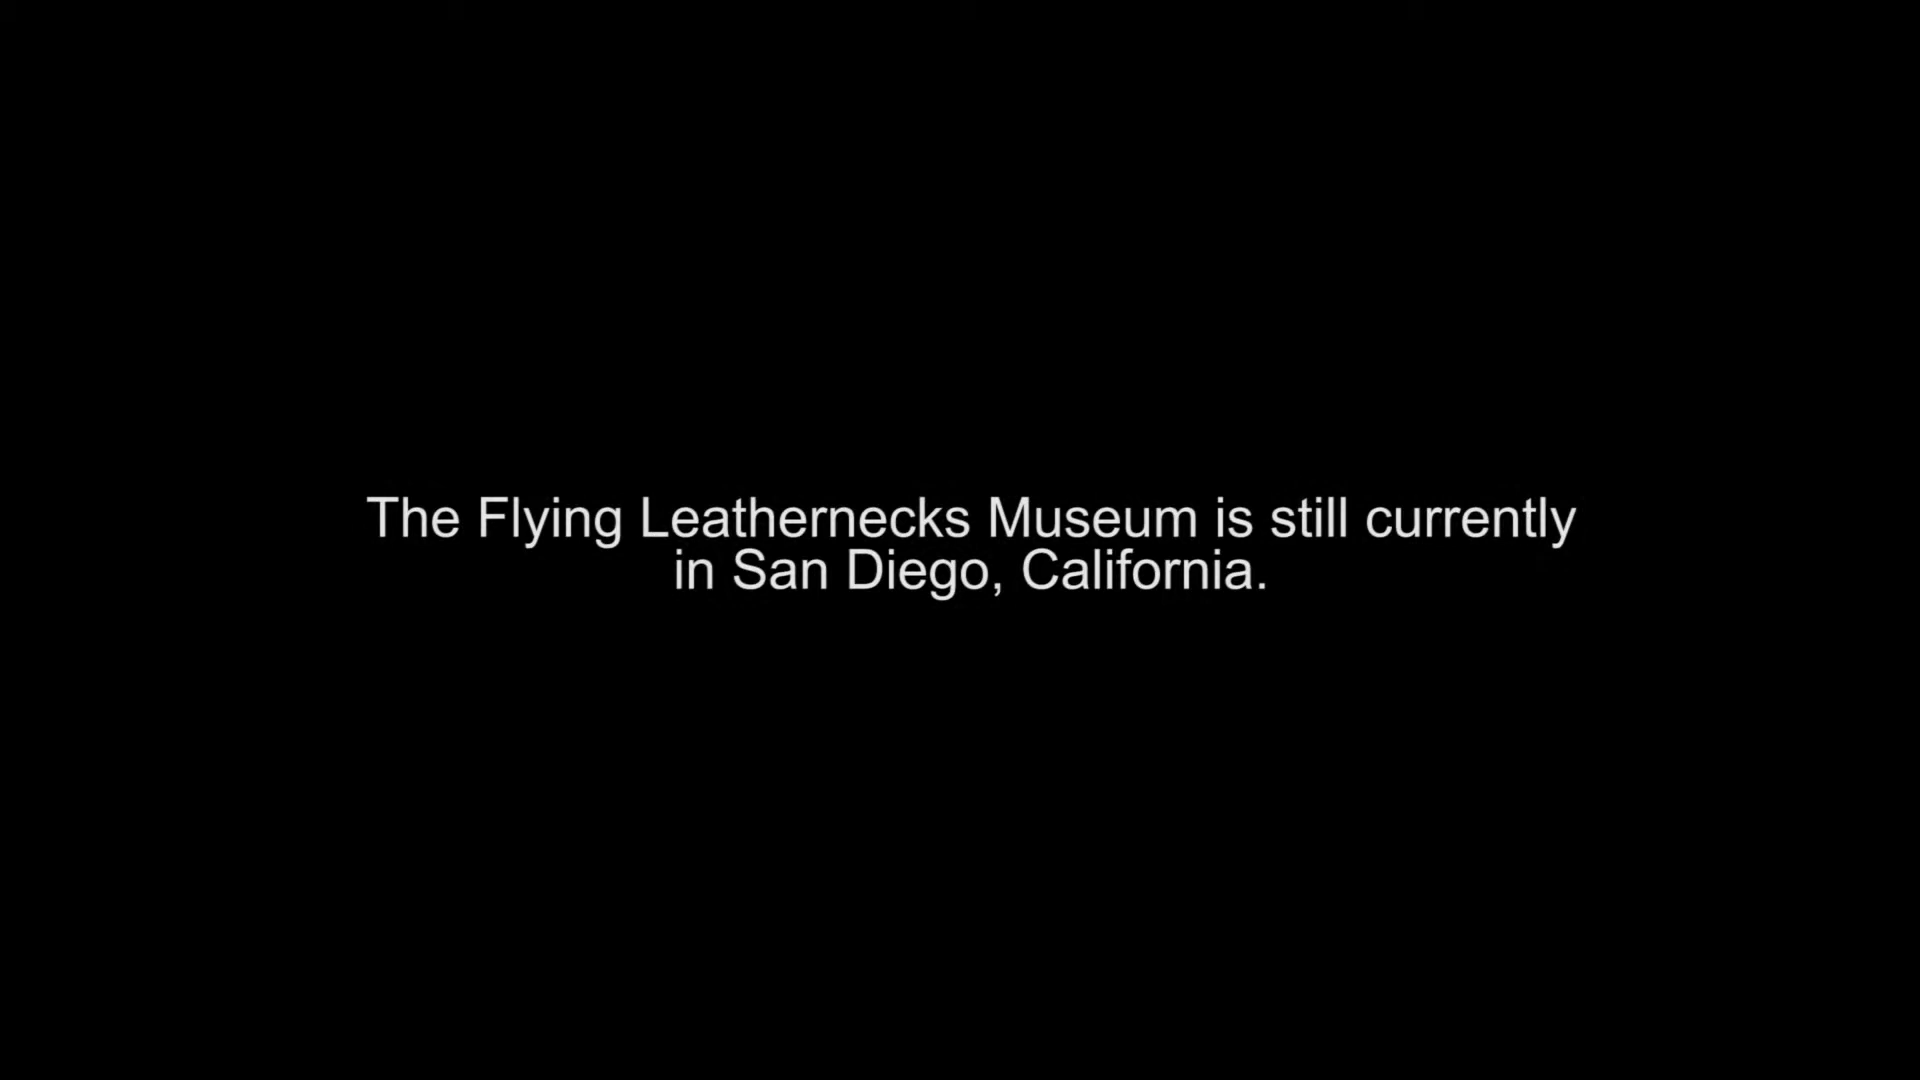 The Flying Leathernecks Museum is still currently
in San Diego, California.